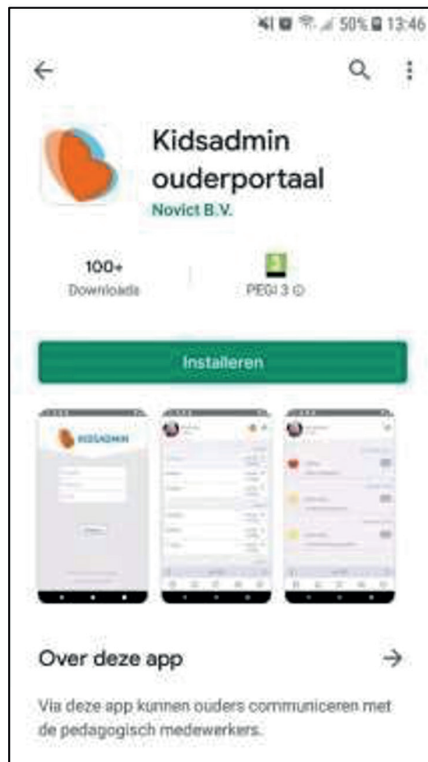 50% 13:46
Kidsadmin
ouderportaal
Novict B.V.
100+
Downloads
3
PEGI 3
Installeren
KIDSADMIN
Over deze app
Via deze app kunnen ouders communiceren met
de pedagogisch medewerkers.